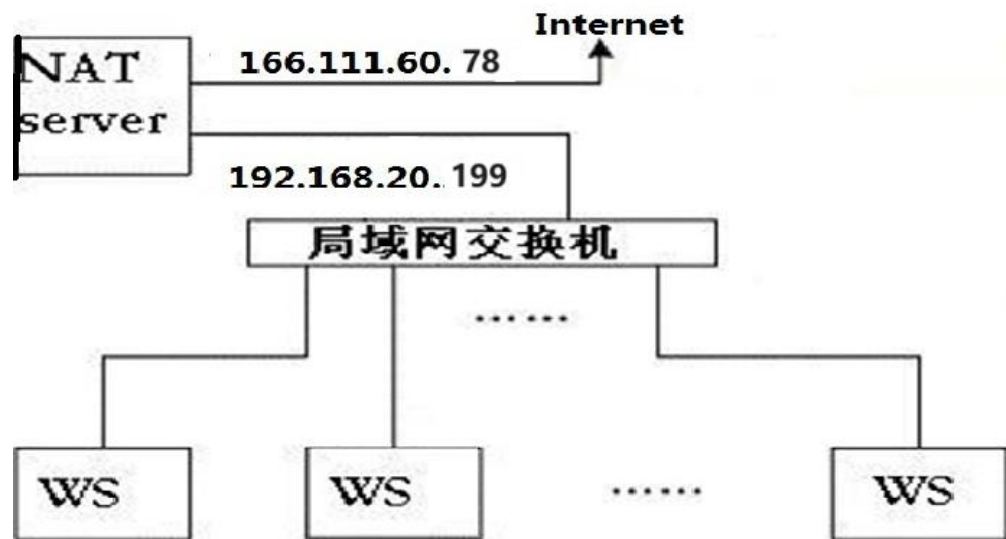 Internet
NAT
server
166.111.60. 78
192.168.20. 199
局域网交换机
……
WS
WS
……
WS